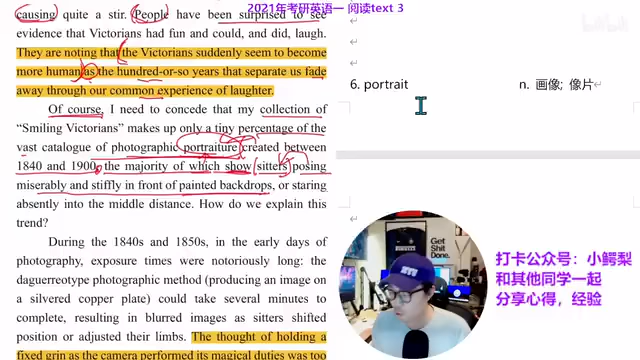 2021年考研英语一 阅读text 3
causing quite a stir. People have been surprised to see
evidence that Victorians had fun and could, and did, laugh.
They are noting that the Victorians suddenly seem to become
more human as the hundred-or-so years that separate us fade
away through our common experience of laughter.
Of course, I need to concede that my collection of
“Smiling Victorians” makes up only a tiny percentage of the
vast catalogue of photographic portraiture created between
1840 and 1900, the majority of which show sitters posing
miserably and stiffly in front of painted backdrops, or staring
absently into the middle distance. How do we explain this
trend?
During the 1840s and 1850s, in the early days of
photography, exposure times were notoriously long: the
daguerreotype photographic method (producing an image on
a silvered copper plate) could take several minutes to
complete, resulting in blurred images as sitters shifted
position or adjusted their limbs. The thought of holding a
fixed grin as the camera performed its magical duties was too
6. portrait n. 画像; 像片
Get
Shit
Done.
打卡公众号：小鳄梨
和其他同学一起
分享心得，经验
bilibili